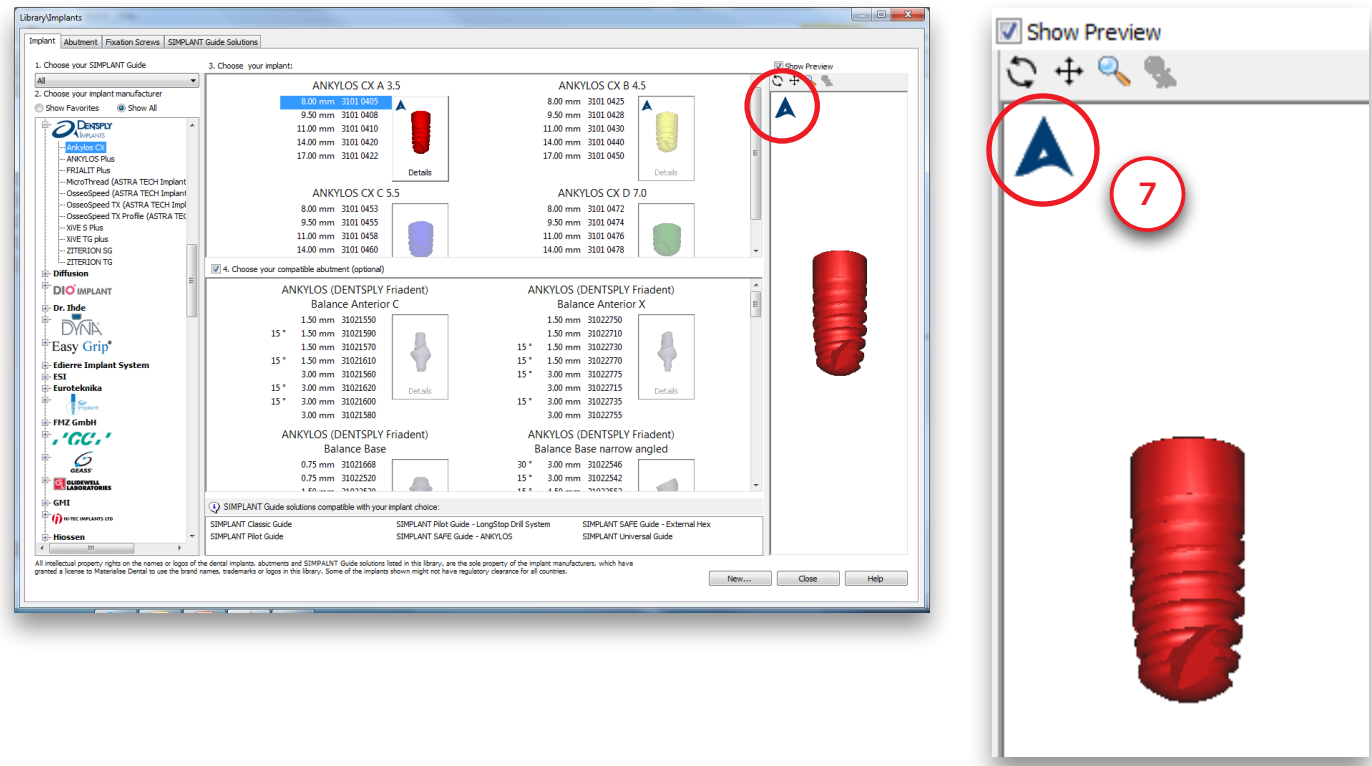 Library\Implants
Implant Abutment Fixation Screws SIMPLANT Guide Solutions
1. Choose your SIMPLANT Guide
All
2. Choose your implant manufacturer
Show Favorites Show All
DENTSPLY
IMPLANTS
Ankylos CX
ANKYLOS Plus
FRIALIT Plus
MicroThread (ASTRA TECH Implant
OsseoSpeed (ASTRA TECH Implant
OsseoSpeed TX (ASTRA TECH Impl
OsseoSpeed TX Profile (ASTRA TEC
XiVE S Plus
XiVE TG plus
ZITERION SG
ZITERION TG
Diffusion
DIO IMPLANT
Dr. Ihde
DYNA
Easy Grip
Edierre Implant System
ESI
Euroteknika
implant
FMZ GmbH
GC
GEASS
GLIDEWELL
LABORATORIES
GMI
HI-TEC IMPLANTS LTD
Hiossen
3. Choose your implant:
ANKYLOS CX A 3.5
8.00 mm 3101 0405
9.50 mm 3101 0408
11.00 mm 3101 0410
14.00 mm 3101 0420
17.00 mm 3101 0422
Details
ANKYLOS CX B 4.5
8.00 mm 3101 0425
9.50 mm 3101 0428
11.00 mm 3101 0430
14.00 mm 3101 0440
17.00 mm 3101 0450
Details
ANKYLOS CX C 5.5
8.00 mm 3101 0453
9.50 mm 3101 0455
11.00 mm 3101 0458
14.00 mm 3101 0460
ANKYLOS CX D 7.0
8.00 mm 3101 0472
9.50 mm 3101 0474
11.00 mm 3101 0476
14.00 mm 3101 0478
4. Choose your compatible abutment (optional)
ANKYLOS (DENTSPLY Friadent)
Balance Anterior C
1.50 mm 31021550
15 ° 1.50 mm 31021590
1.50 mm 31021570
15 ° 1.50 mm 31021610
3.00 mm 31021560
15 ° 3.00 mm 31021620
15 ° 3.00 mm 31021600
3.00 mm 31021580
Details
ANKYLOS (DENTSPLY Friadent)
Balance Anterior X
1.50 mm 31022750
1.50 mm 31022710
15 ° 1.50 mm 31022730
15 ° 1.50 mm 31022770
15 ° 3.00 mm 31022775
3.00 mm 31022715
15 ° 3.00 mm 31022735
3.00 mm 31022755
Details
ANKYLOS (DENTSPLY Friadent)
Balance Base
0.75 mm 31021668
0.75 mm 31022520
ANKYLOS (DENTSPLY Friadent)
Balance Base narrow angled
30 ° 3.00 mm 31022546
15 ° 3.00 mm 31022542
SIMPLANT Guide solutions compatible with your implant choice:
SIMPLANT Classic Guide SIMPLANT Pilot Guide - LongStop Drill System SIMPLANT SAFE Guide - External Hex
SIMPLANT Pilot Guide SIMPLANT SAFE Guide - ANKYLOS SIMPLANT Universal Guide
All intellectual property rights on the names or logos of the dental implants, abutments and SIMPALNT Guide solutions listed in this library, are the sole property of the implant manufacturers, which have
granted a license to Materialise Dental to use the brand names, trademarks or logos in this library. Some of the implants shown might not have regulatory clearance for all countries.
New... Close Help
Show Preview
Show Preview
7